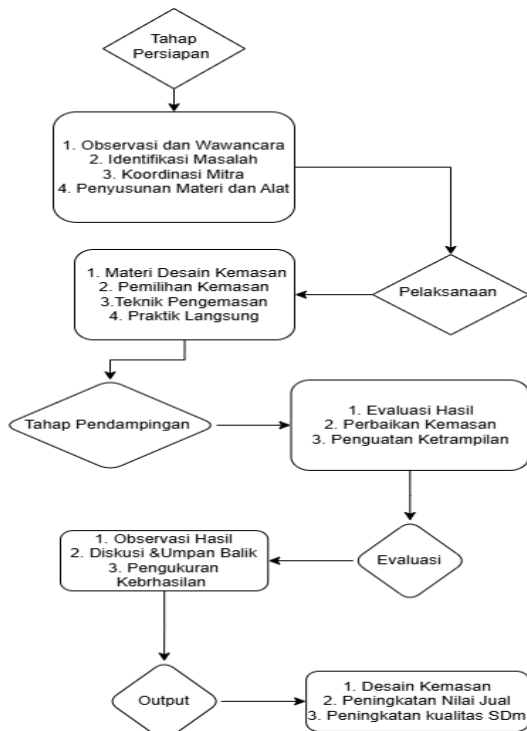 Tahap
Persiapan
1. Observasi dan Wawancara
2. Identifikasi Masalah
3. Koordinasi Mitra
4. Penyusunan Materi dan Alat
Pelaksanaan
1. Materi Desain Kemasan
2. Pemilihan Kemasan
3.Teknik Pengemasan
4. Praktik Langsung
Tahap Pendampingan
1. Evaluasi Hasil
2. Perbaikan Kemasan
3. Penguatan Ketrampilan
Evaluasi
1. Observasi Hasil
2. Diskusi &Umpan Balik
3. Pengukuran
Kebrhasilan
Output
1. Desain Kemasan
2. Peningkatan Nilai Jual
3. Peningkatan kualitas SDm